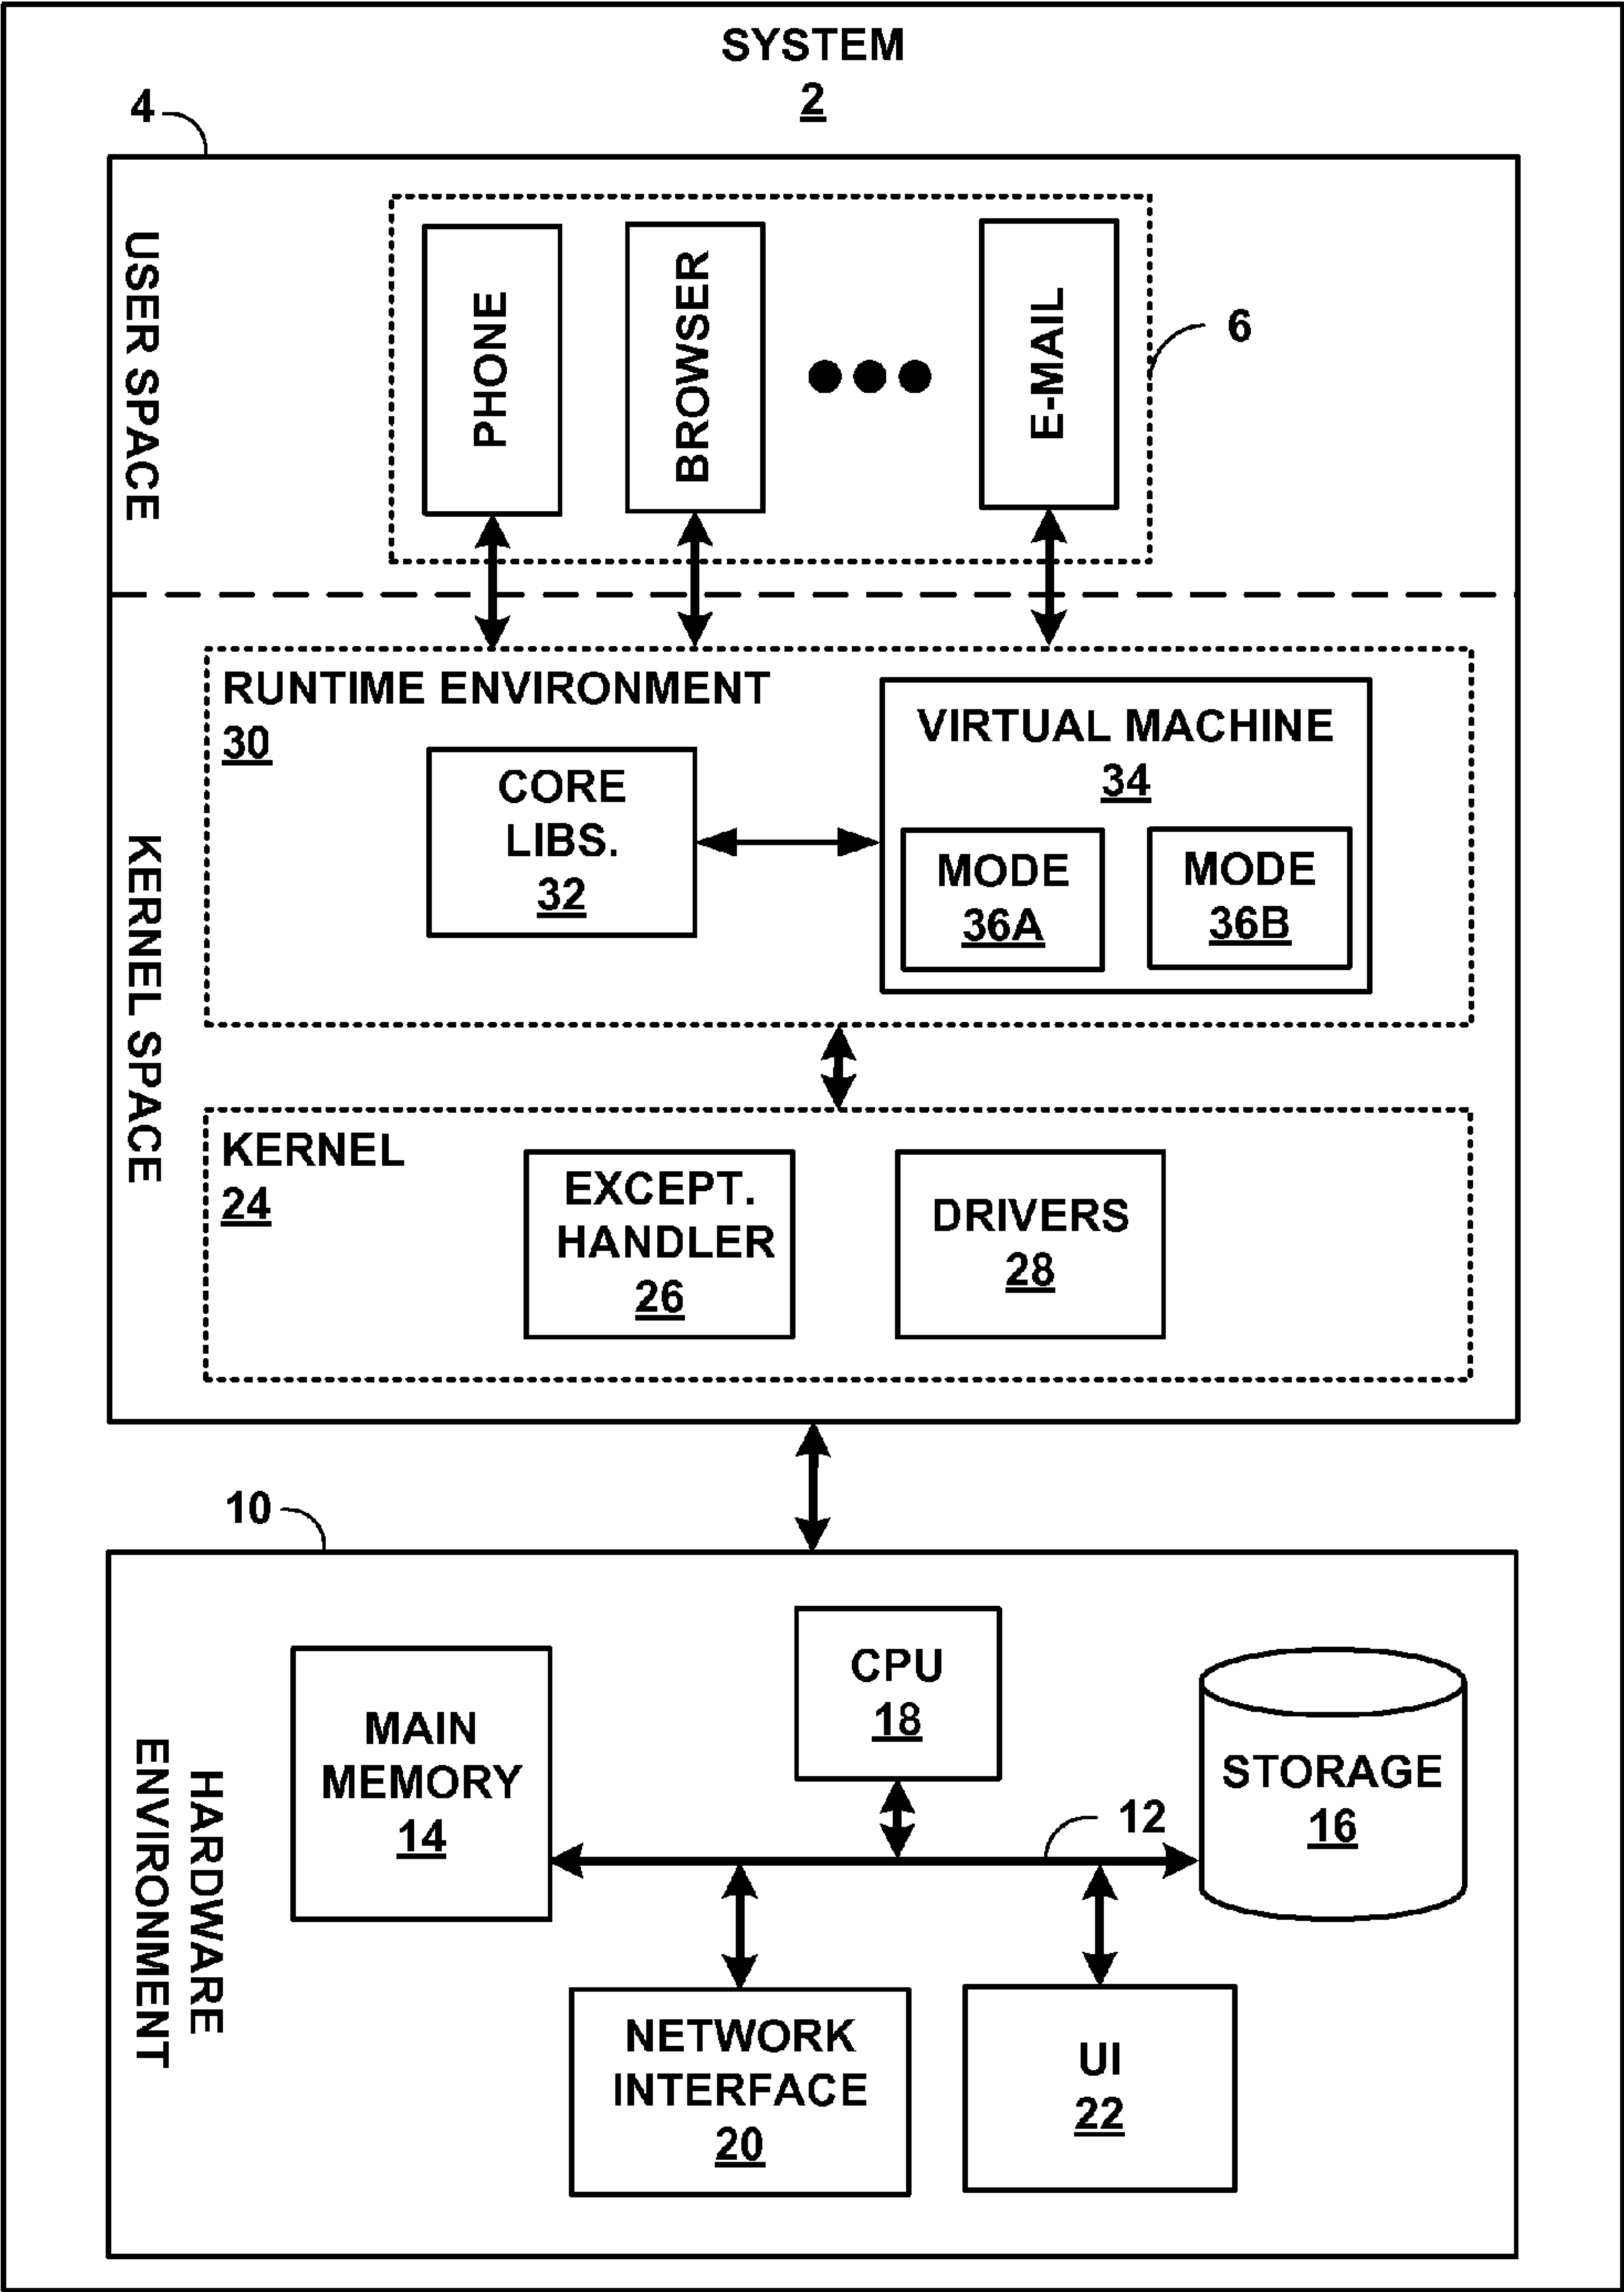 SYSTEM
2
4
USER SPACE
PHONE
BROWSER
E-MAIL
6
KERNEL SPACE
RUNTIME ENVIRONMENT
30
CORE
LIBS.
32
VIRTUAL MACHINE
34
MODE
36A
MODE
36B
KERNEL
24
EXCEPT.
HANDLER
26
DRIVERS
28
10
HARDWARE
ENVIRONMENT
MAIN
MEMORY
14
CPU
18
12
STORAGE
16
NETWORK
INTERFACE
20
UI
22